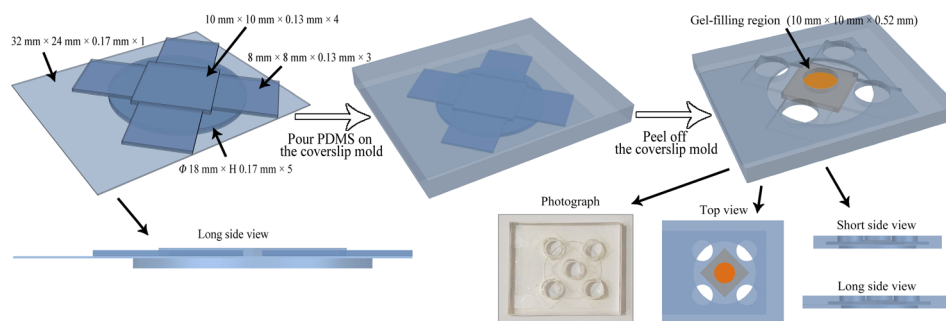 10 mm × 10 mm × 0.13 mm × 4
32 mm × 24 mm × 0.17 mm × 1
8 mm × 8 mm × 0.13 mm × 3
Φ 18 mm × H 0.17 mm × 5
Pour PDMS on
the coverslip mold
Peel off
the coverslip mold
Gel-filling region (10 mm × 10 mm × 0.52 mm)
Long side view
Photograph
Top view
Short side view
Long side view